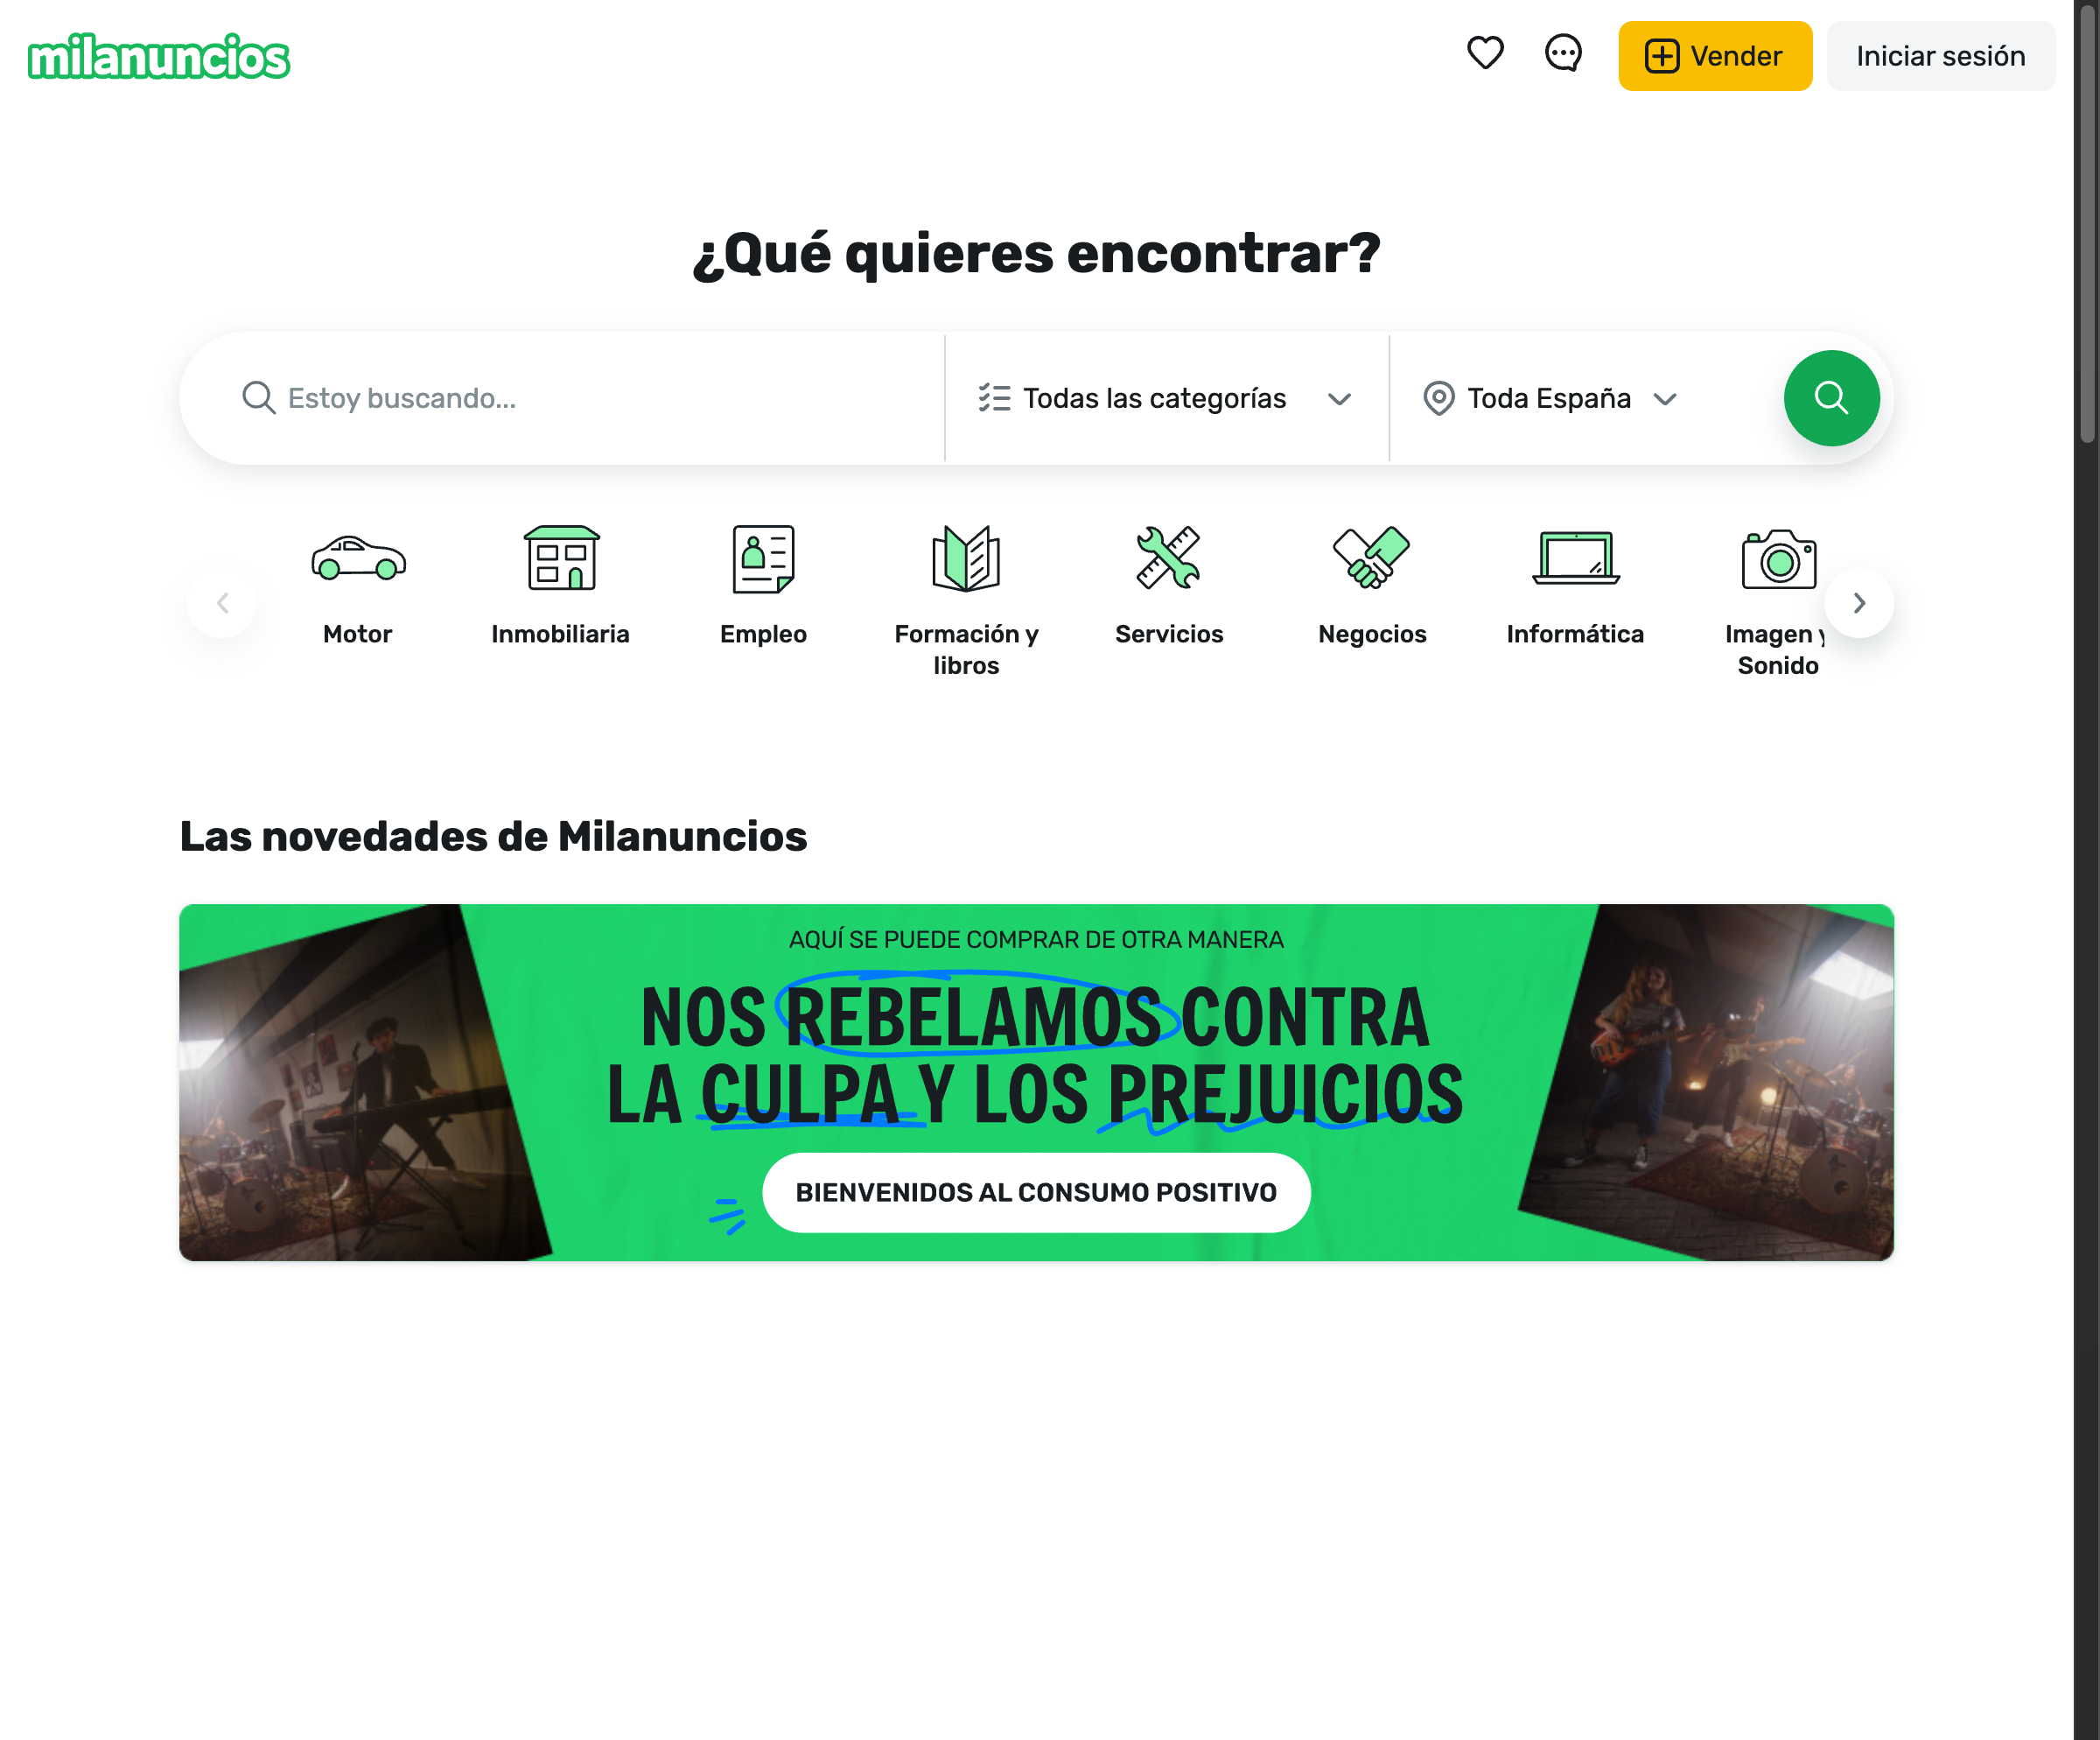 milanuncios
Vender
Iniciar sesión
¿Qué quieres encontrar?
Estoy buscando...
Todas las categorías
Toda España
Motor
Inmobiliaria
Empleo
Formación y
libros
Servicios
Negocios
Informática
Imagen y
Sonido
Las novedades de Milanuncios
AQUÍ SE PUEDE COMPRAR DE OTRA MANERA
NOS REBELAMOS CONTRA
LA CULPA Y LOS PREJUICIOS
BIENVENIDOS AL CONSUMO POSITIVO